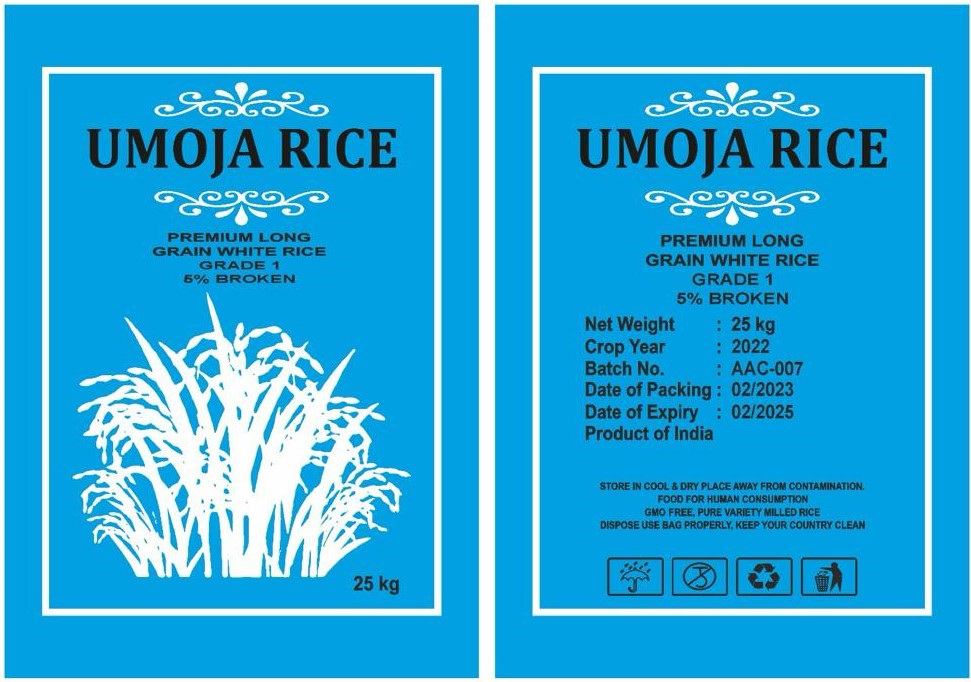 UMOJA RICE
PREMIUM LONG
GRAIN WHITE RICE
GRADE 1
5% BROKEN
25 kg
UMOJA RICE
PREMIUM LONG
GRAIN WHITE RICE
GRADE 1
5% BROKEN
Net Weight : 25 kg
Crop Year : 2022
Batch No. : AAC-007
Date of Packing : 02/2023
Date of Expiry : 02/2025
Product of India
STORE IN COOL & DRY PLACE AWAY FROM CONTAMINATION.
FOOD FOR HUMAN CONSUMPTION
GMO FREE, PURE VARIETY MILLED RICE
DISPOSE USE BAG PROPERLY, KEEP YOUR COUNTRY CLEAN